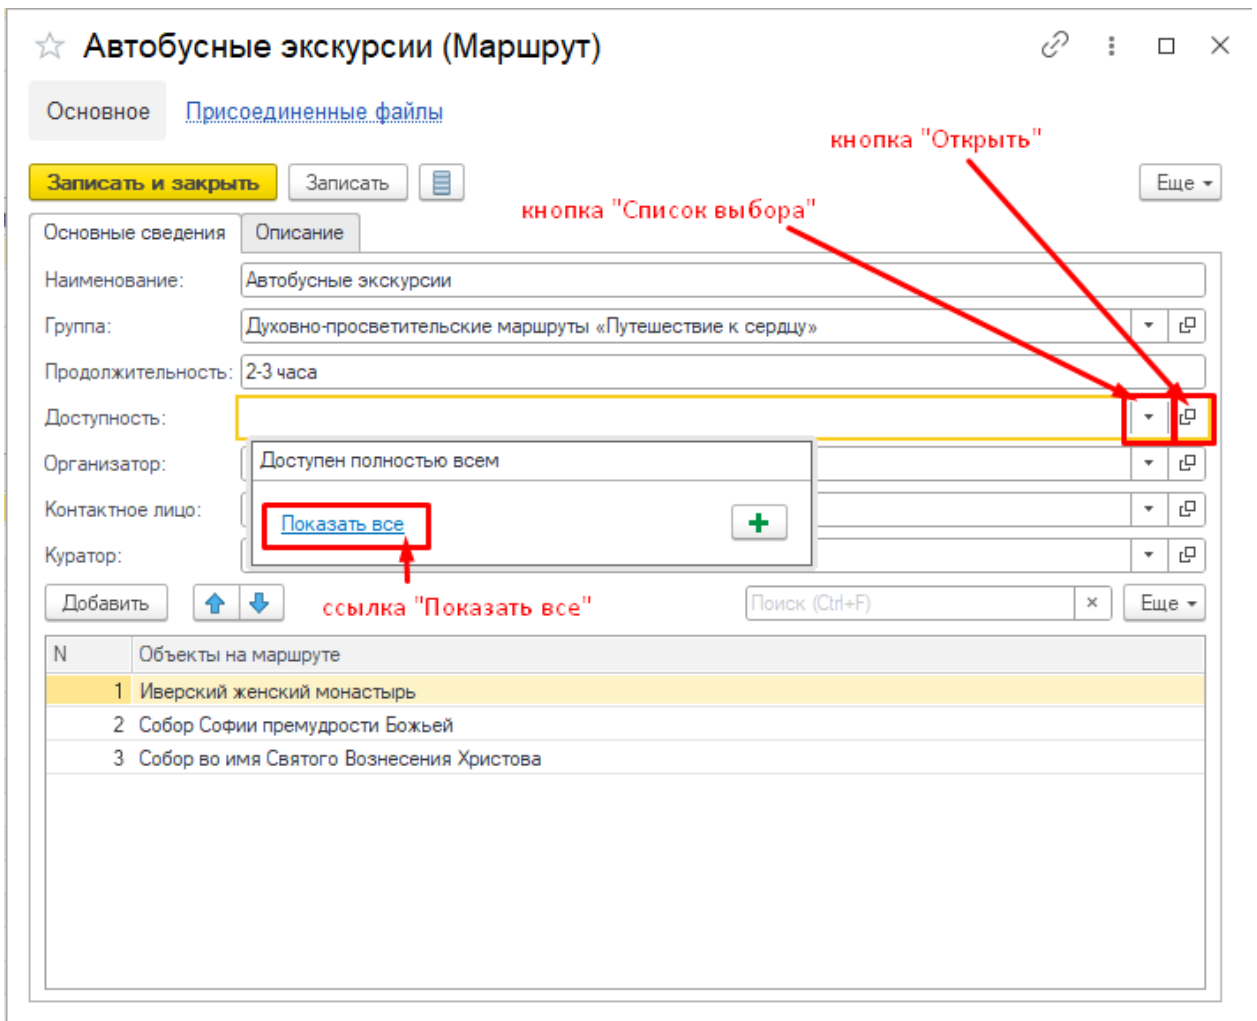 Автобусные экскурсии (Маршрут)
Основное Присоединенные файлы
кнопка "Открыть"
Записать и закрыть Записать Еще
кнопка "Список выбора"
Основные сведения Описание
Наименование: Автобусные экскурсии
Группа: Духовно-просветительские маршруты «Путешествие к сердцу»
Продолжительность: 2-3 часа
Доступность:
Доступен полностью всем
Организатор:
Контактное лицо:
Показать все
Куратор:
Добавить ссылка "Показать все" Поиск (Ctrl+F) × Еще
N Объекты на маршруте
1 Иверский женский монастырь
2 Собор Софии премудрости Божьей
3 Собор во имя Святого Вознесения Христова